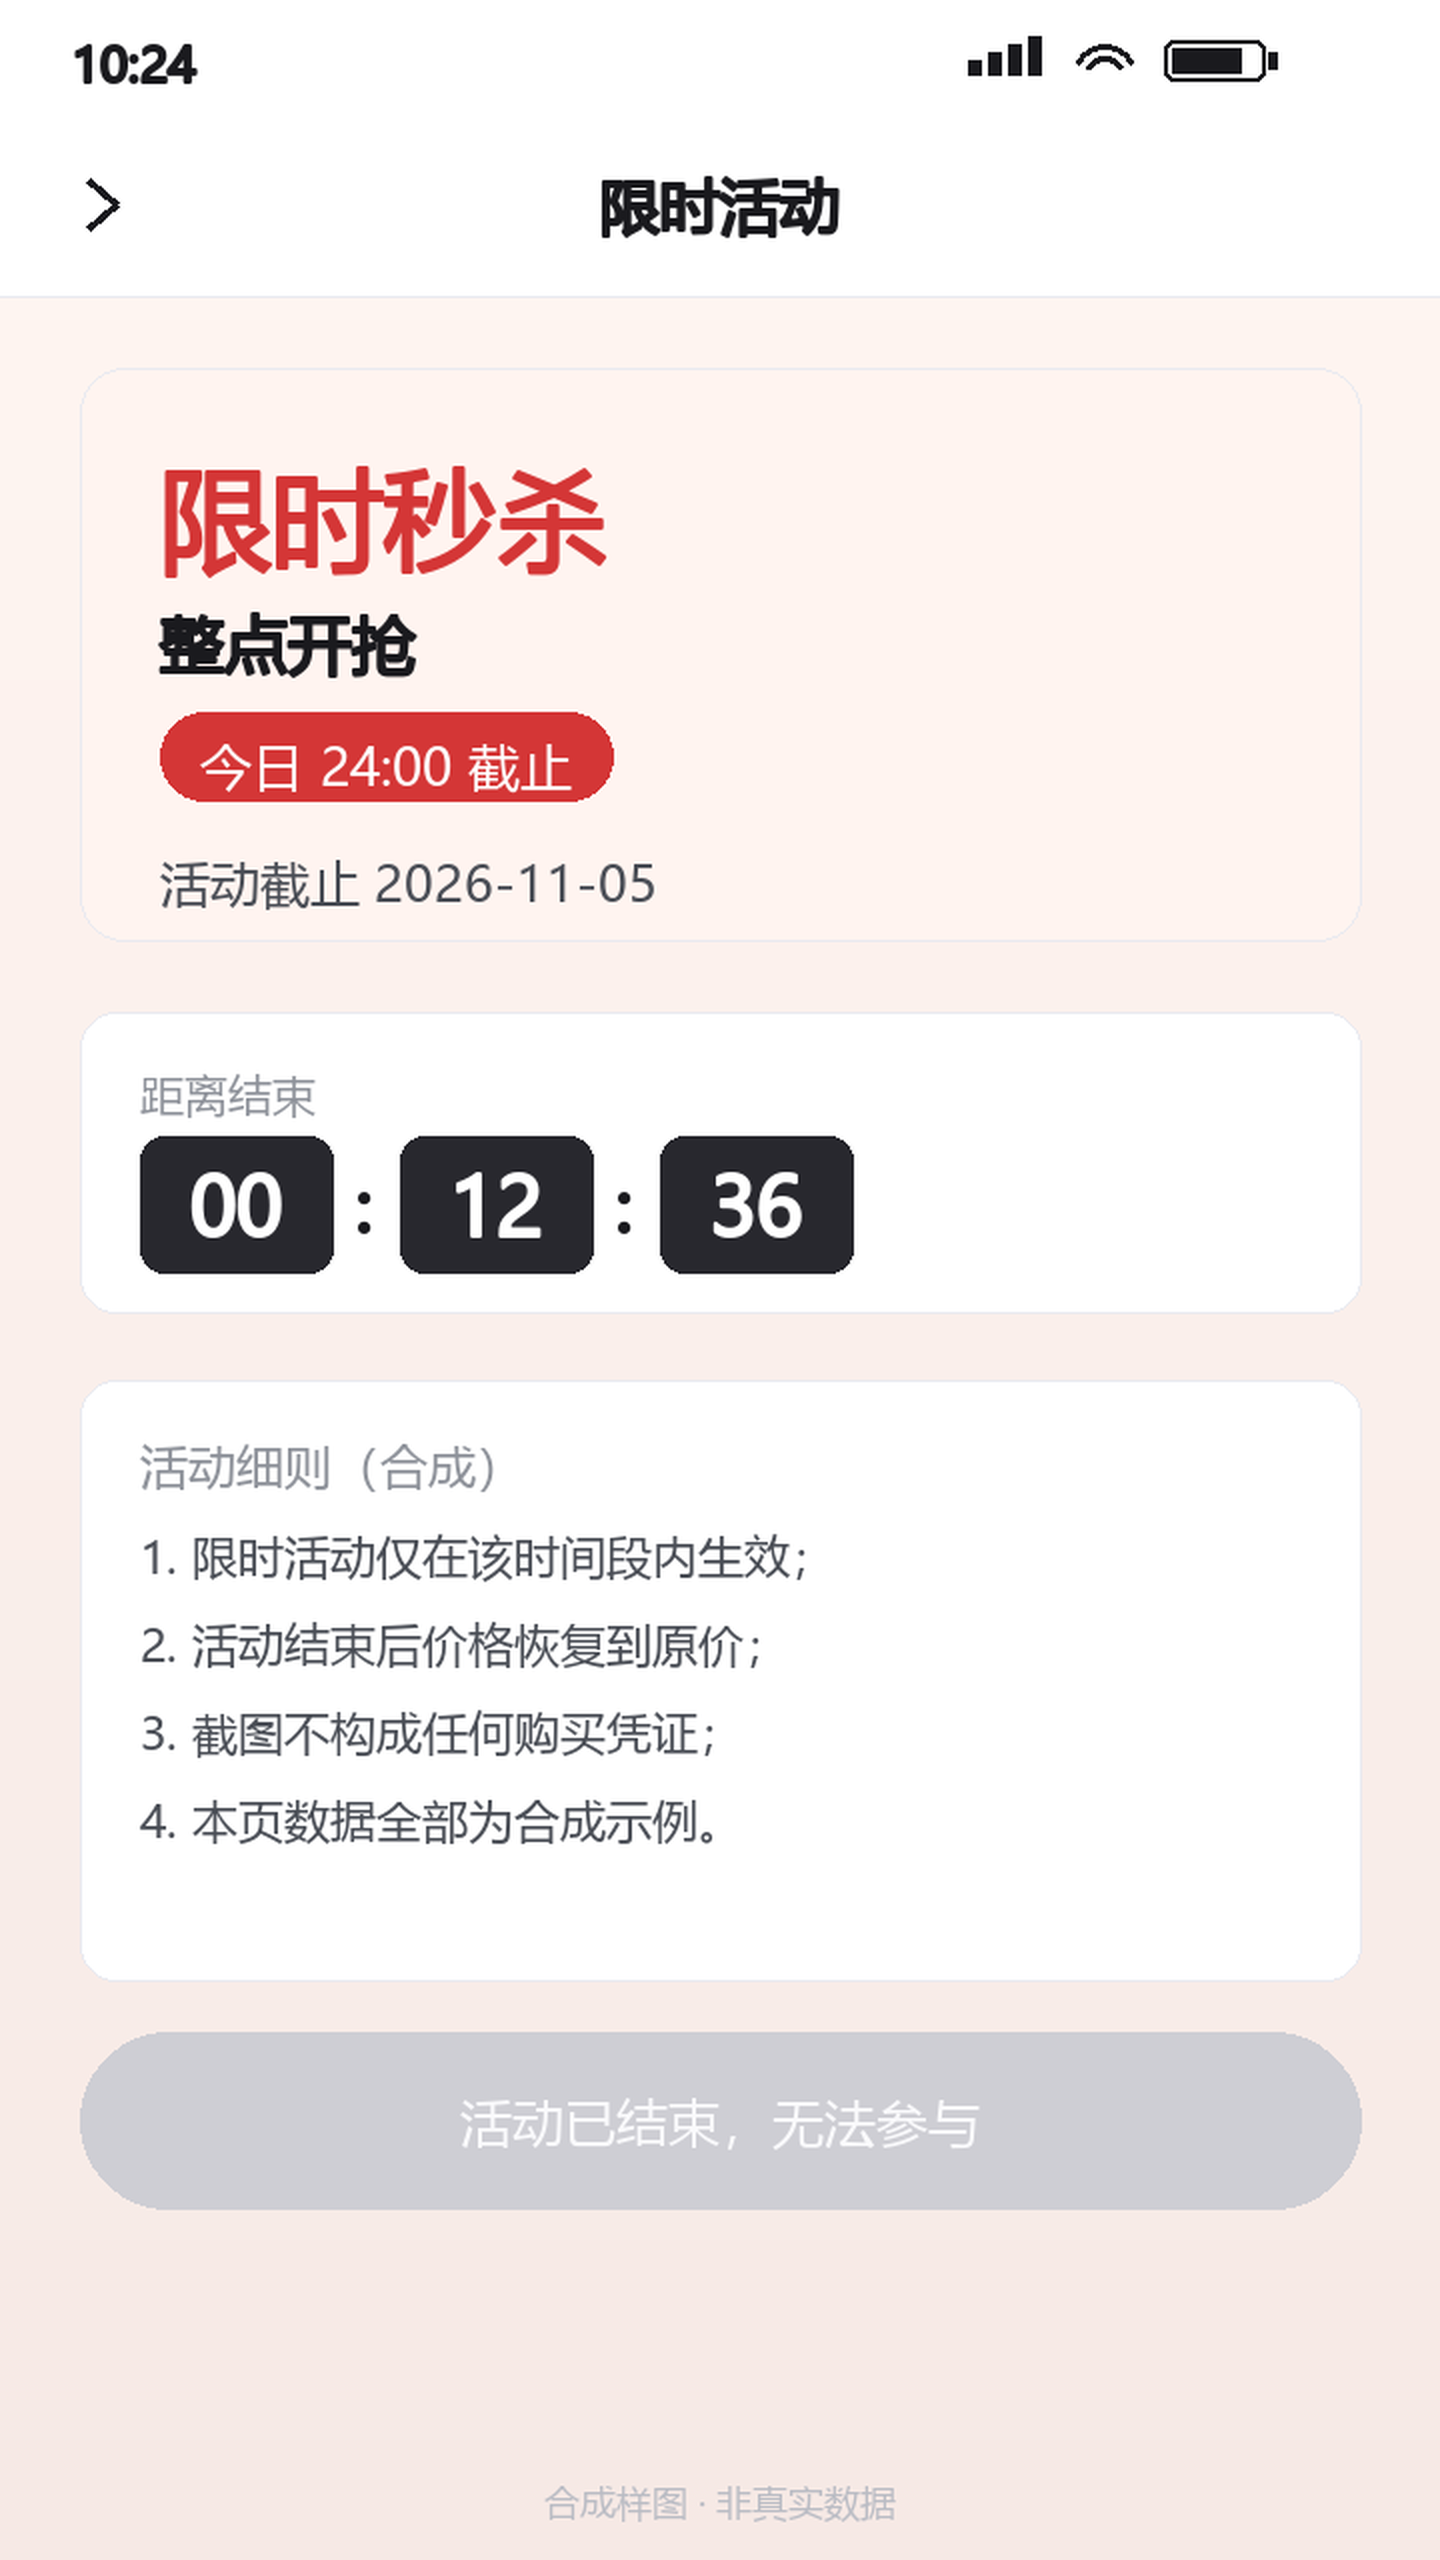 10:24
限时活动
限时秒杀
整点开抢
今日 24:00 截止
活动截止 2026-11-05
距离结束
00 : 12 : 36
活动细则（合成）
1. 限时活动仅在该时间段内生效；
2. 活动结束后价格恢复到原价；
3. 截图不构成任何购买凭证；
4. 本页数据全部为合成示例。
活动已结束，无法参与
合成样图 · 非真实数据